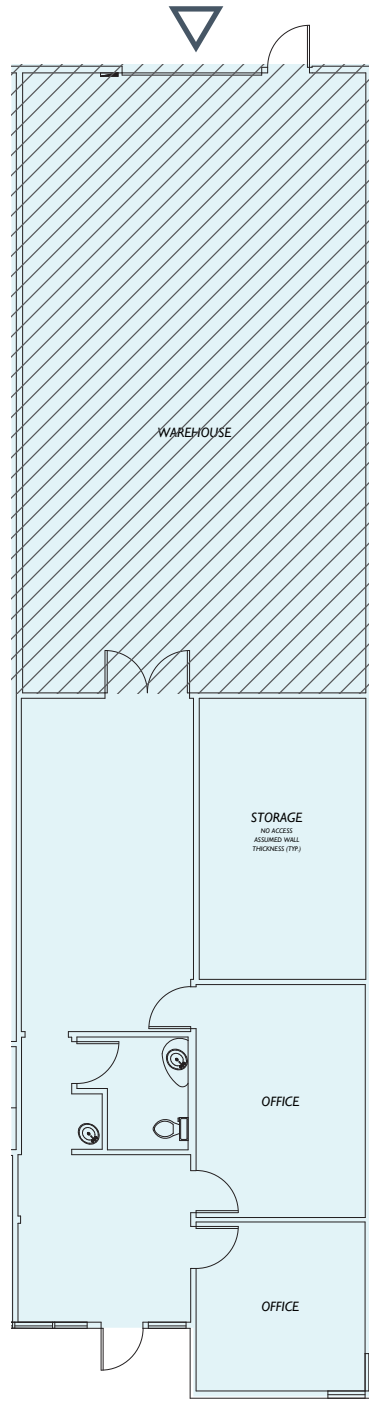 WAREHOUSE
STORAGE
NO ACCESS
ASSUMED WALL
THICKNESS (TYP.)
OFFICE
OFFICE